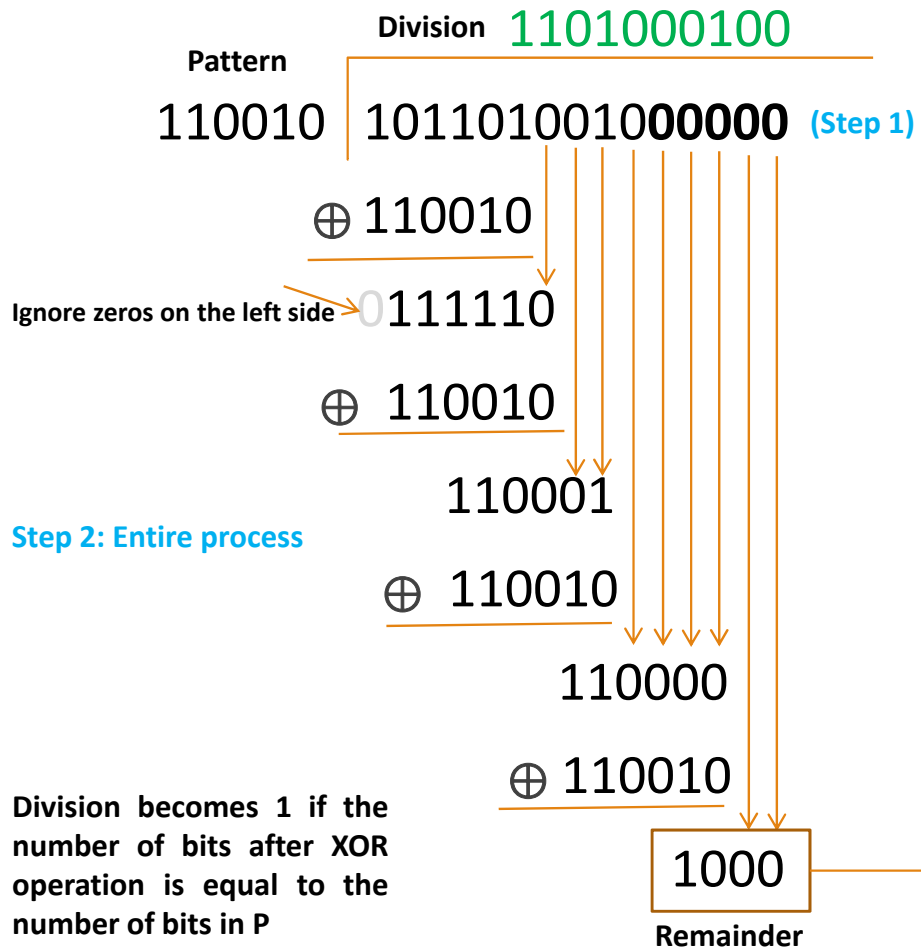 Division 1101000100
Pattern
110010 101101001000000 (Step 1)
⊕ 110010
Ignore zeros on the left side 0111110
⊕ 110010
110001
Step 2: Entire process
⊕ 110010
110000
⊕ 110010
Division becomes 1 if the
number of bits after XOR
operation is equal to the
number of bits in P
1000
Remainder